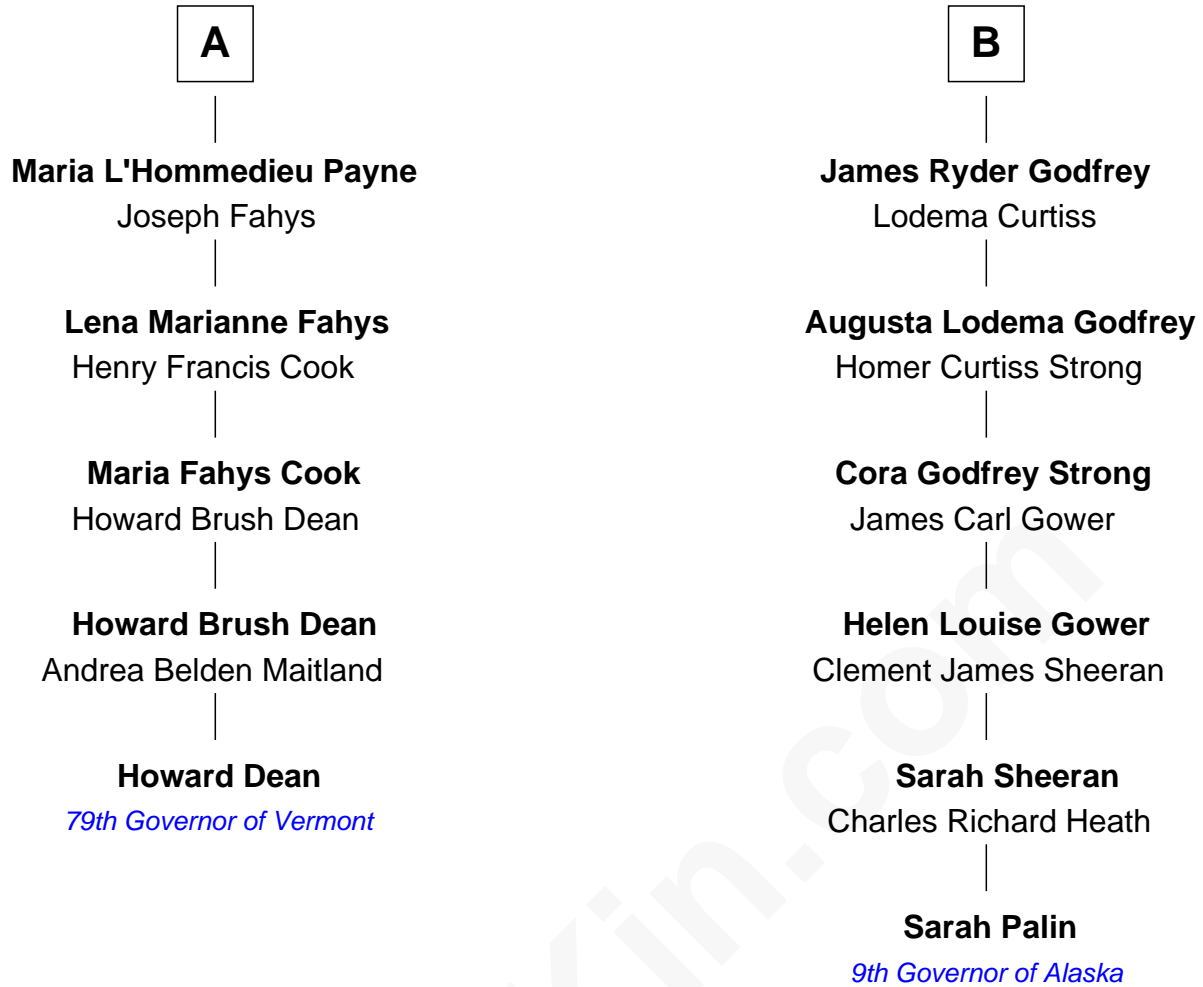 A
Maria L'Hommedieu Payne
Joseph Fahys
Lena Marianne Fahys
Henry Francis Cook
Maria Fahys Cook
Howard Brush Dean
Howard Brush Dean
Andrea Belden Maitland
Howard Dean
79th Governor of Vermont
B
James Ryder Godfrey
Lodema Curtiss
Augusta Lodema Godfrey
Homer Curtiss Strong
Cora Godfrey Strong
James Carl Gower
Helen Louise Gower
Clement James Sheeran
Sarah Sheeran
Charles Richard Heath
Sarah Palin
9th Governor of Alaska